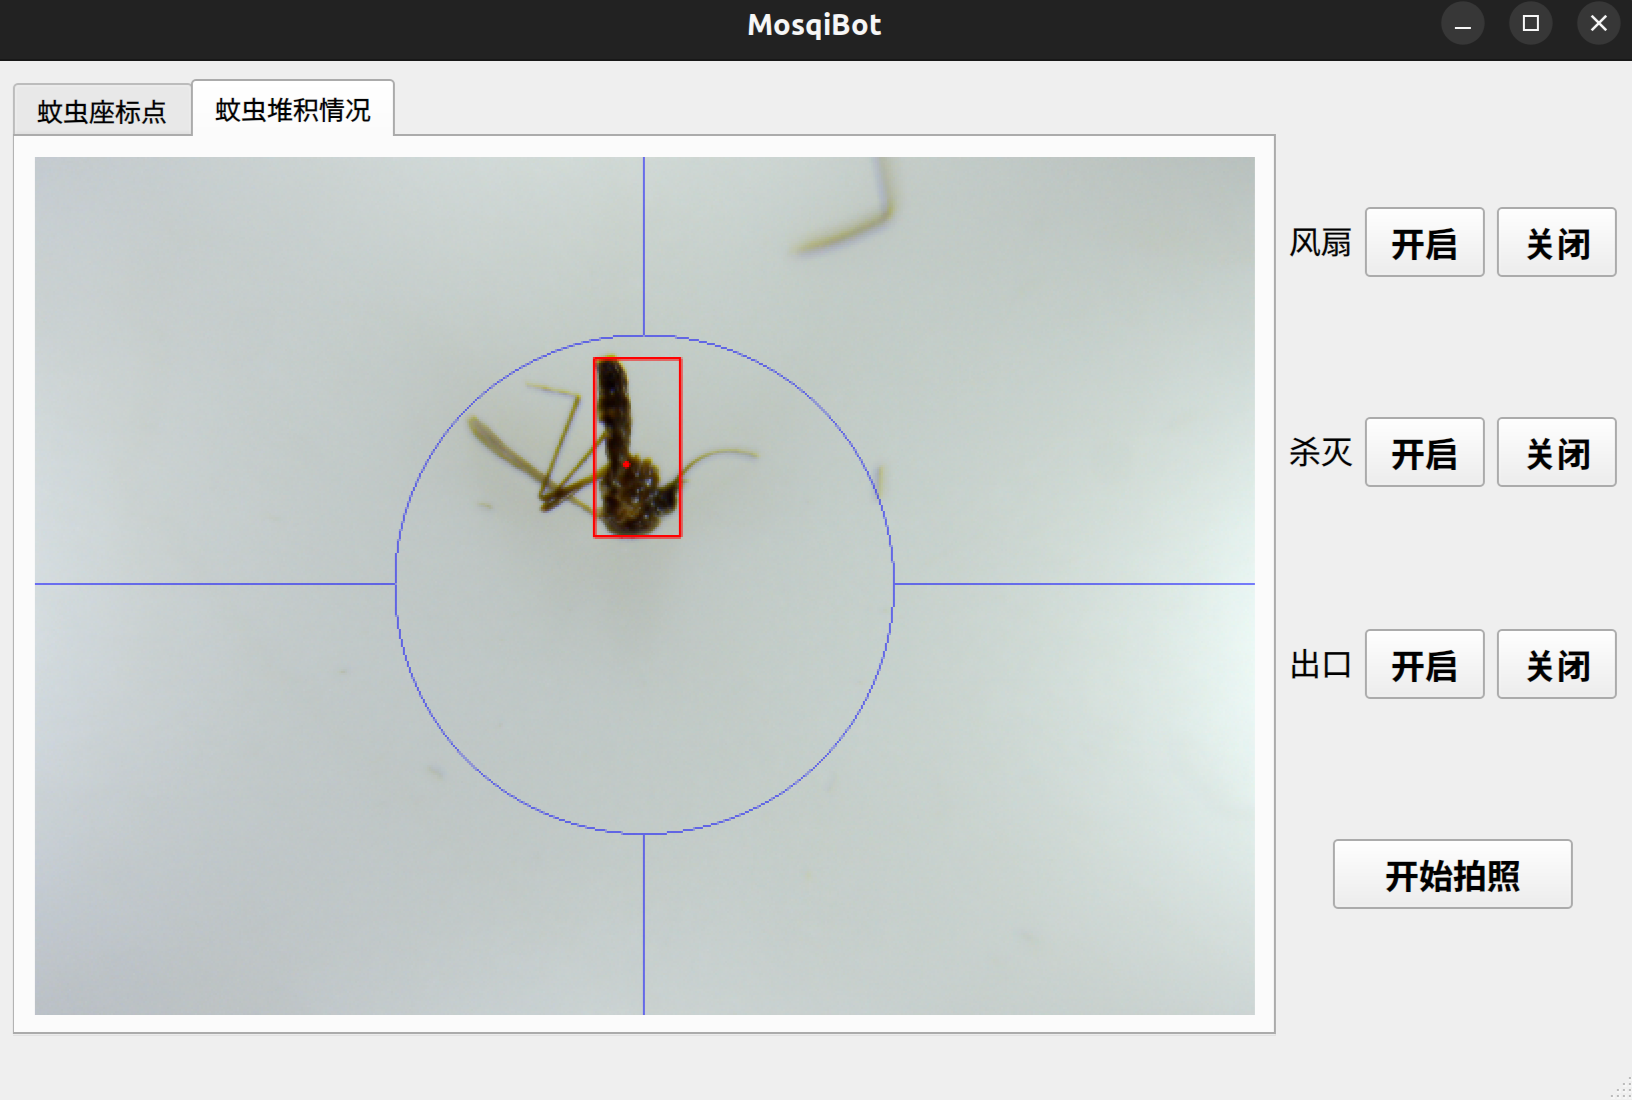 MosqiBot
蚊虫座标点 蚊虫堆积情况
风扇 开启 关闭
杀灭 开启 关闭
出口 开启 关闭
开始拍照